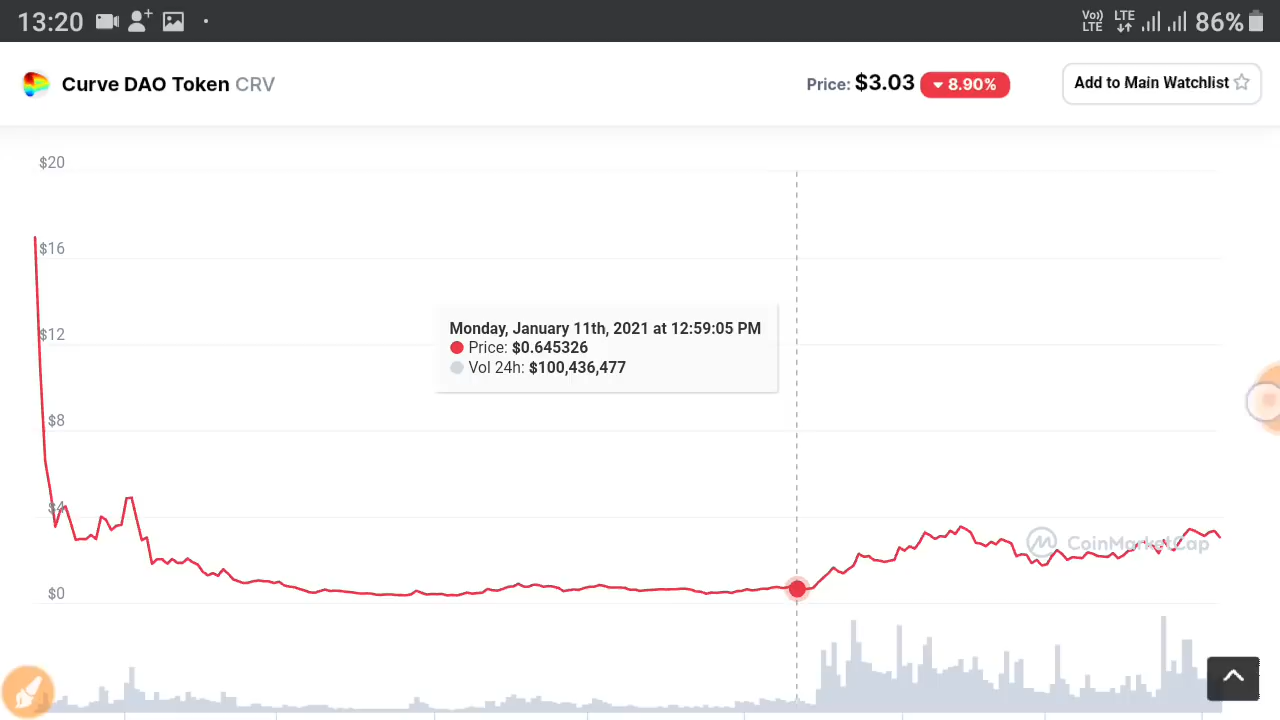 13:20
Vo)) LTE LTE 86%
Curve DAO Token CRV
Price: $3.03 8.90%
Add to Main Watchlist
$20
$16
$12
$8
$4
$0
Monday, January 11th, 2021 at 12:59:05 PM
Price: $0.645326
Vol 24h: $100,436,477
CoinMarketCap